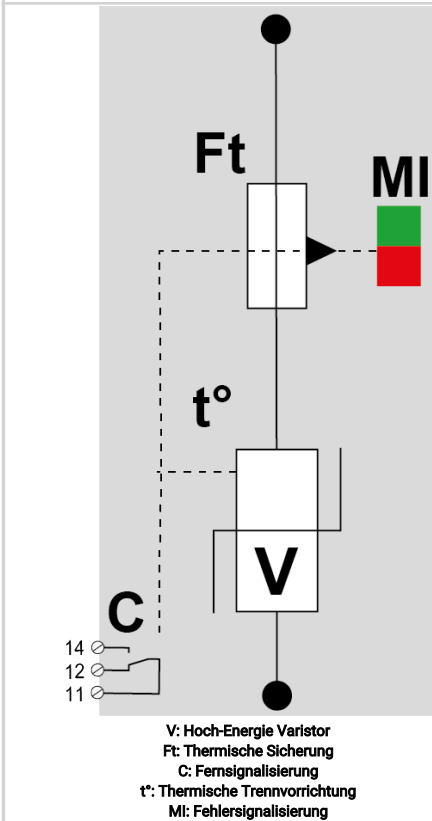 Ft
MI
t°
V
C
14
12
11
V: Hoch-Energie Varistor
Ft: Thermische Sicherung
C: Fernsignalisierung
t°: Thermische Trennvorrichtung
MI: Fehlersignalisierung